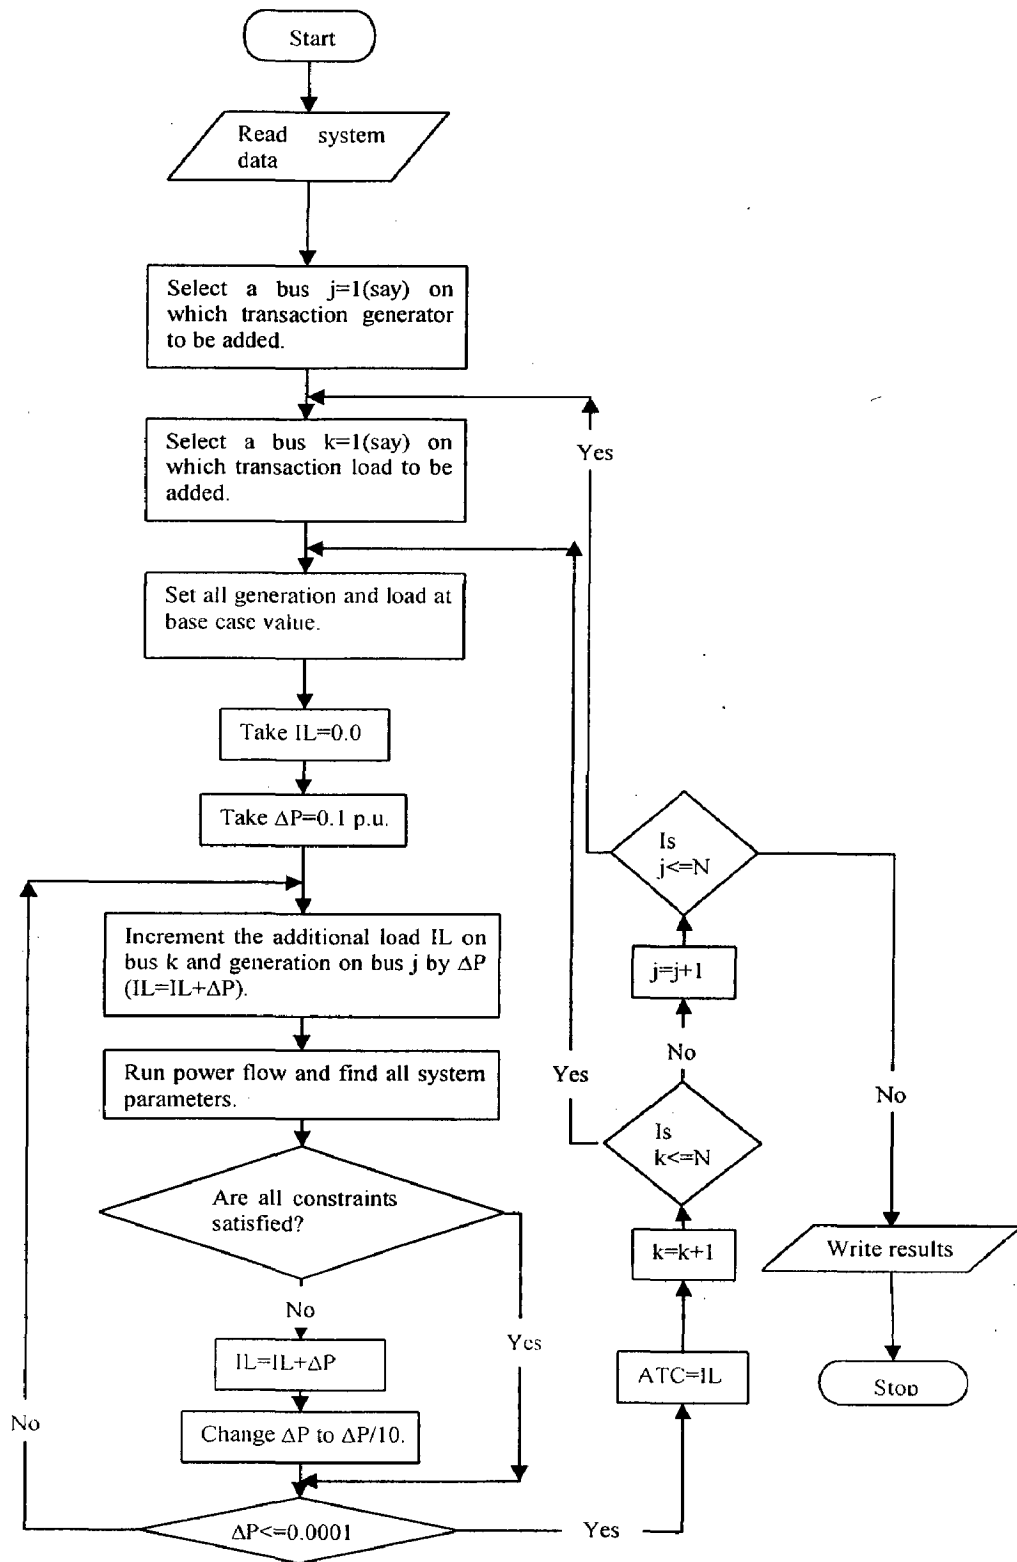 Start
Read system
data
Select a bus j=1(say) on
which transaction generator
to be added.
Select a bus k=1(say) on
which transaction load to be
added.
Yes
Set all generation and load at
base case value.
Take IL=0.0
Take ΔP=0.1 p.u.
Is
j<=N
Increment the additional load IL on
bus k and generation on bus j by ΔP
(IL=IL+ΔP).
j=j+1
No
Yes
Run power flow and find all system
parameters.
No
Is
k<=N
Are all constraints
satisfied?
k=k+1
Write results
No
Yes
IL=IL+ΔP
ATC=IL
Stop
No
Change ΔP to ΔP/10.
ΔP<=0.0001
Yes